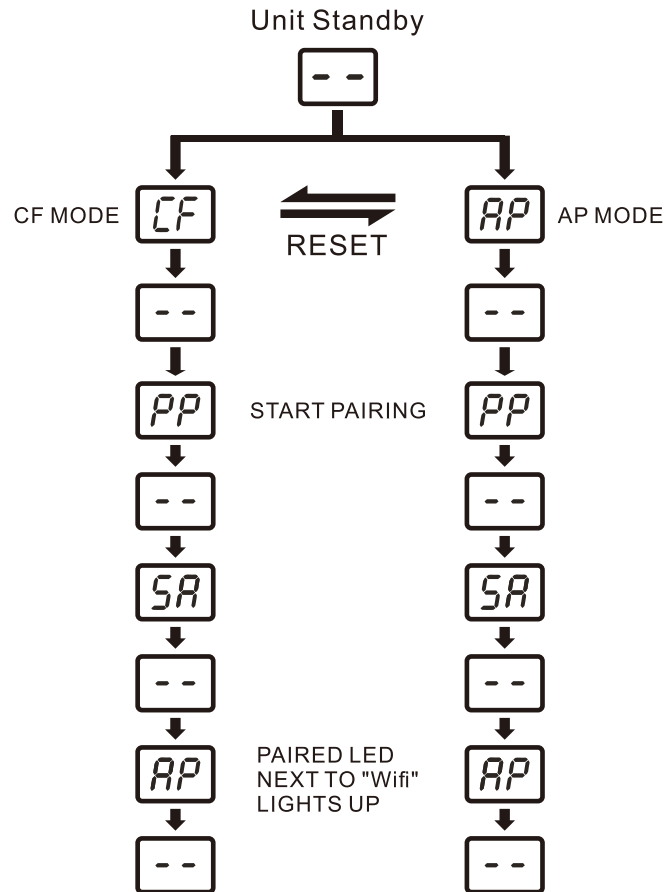 Unit Standby
- -
CF MODE CF RESET AP AP MODE
- - - -
PP START PAIRING PP
- - - -
SA SA
- - - -
AP PAIRED LED
NEXT TO "Wifi"
LIGHTS UP AP
- - - -